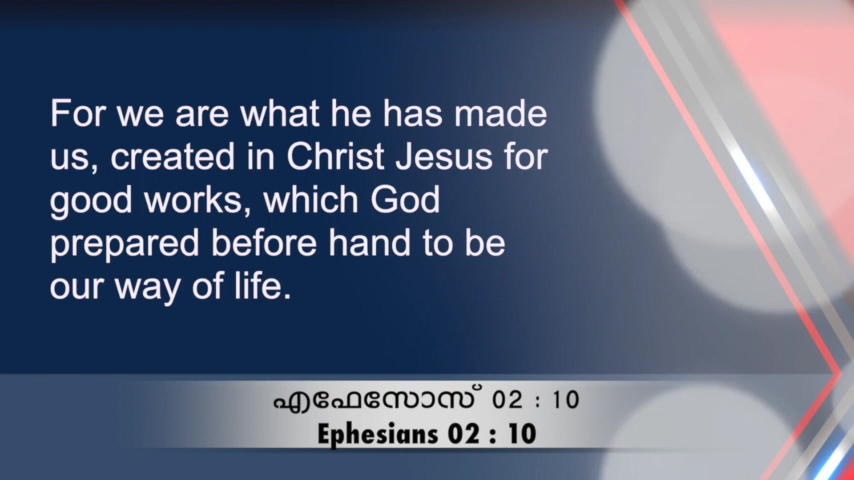 For we are what he has made
us, created in Christ Jesus for
good works, which God
prepared before hand to be
our way of life.
എഫേസോസ് 02 : 10
Ephesians 02 : 10